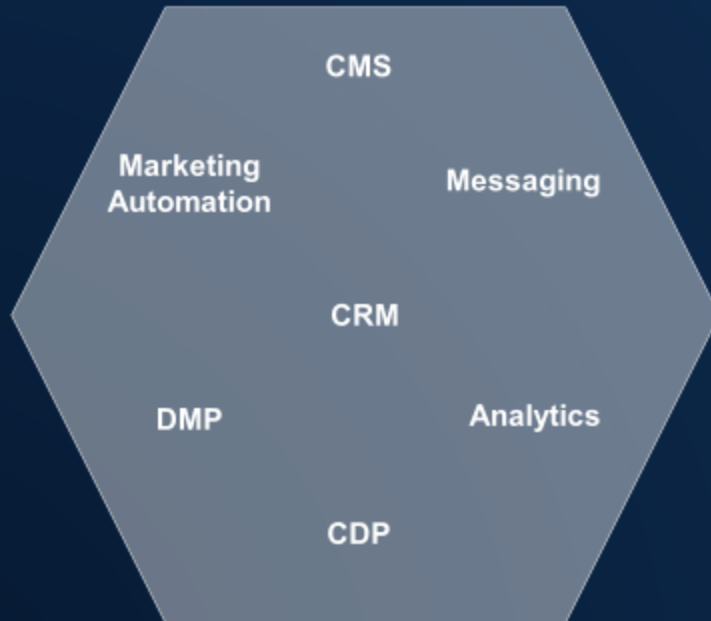 CMS
Marketing
Automation
Messaging
CRM
DMP
Analytics
CDP